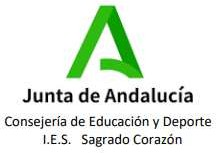 Junta de Andalucía
Consejería de Educación y Deporte
I.E.S. Sagrado Corazón